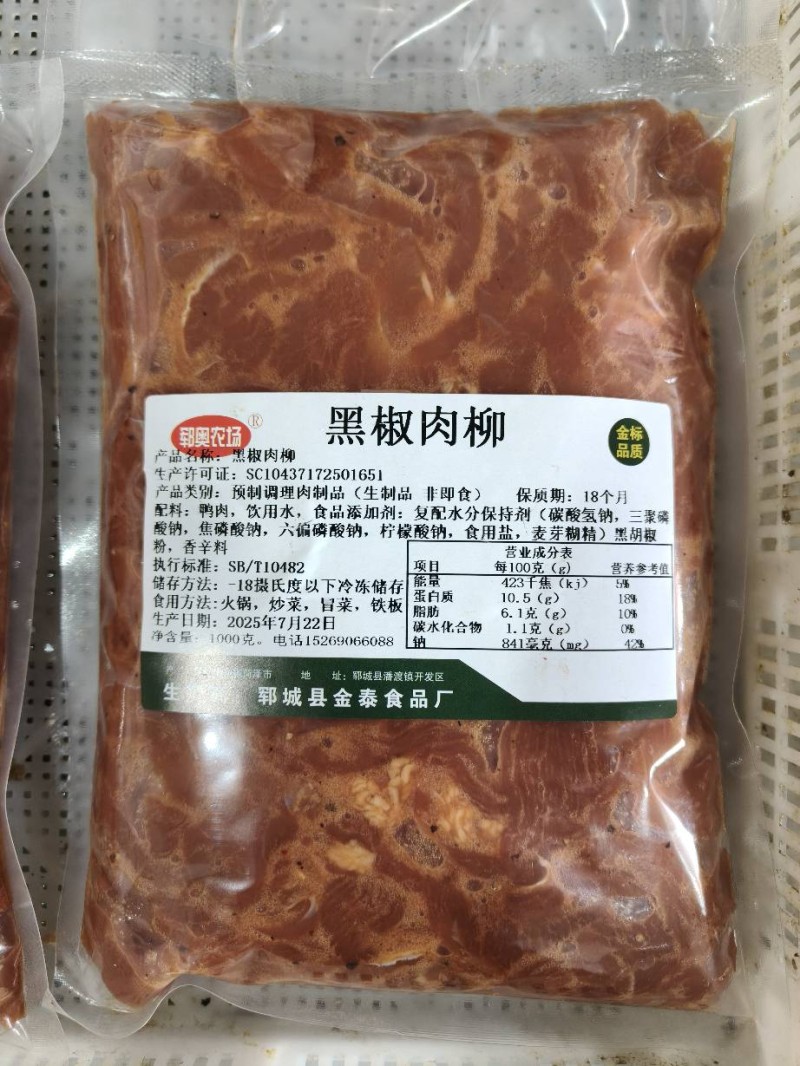 郓奥农场®
黑椒肉柳
金标
品质
产品名称：黑椒肉柳
生产许可证：SC10437172501651
产品类别：预制调理肉制品（生制品 非即食） 保质期：18个月
配料：鸭肉，饮用水，食品添加剂：复配水分保持剂（碳酸氢钠，三聚磷
酸钠，焦磷酸钠，六偏磷酸钠，柠檬酸钠，食用盐，麦芽糊精）黑胡椒
粉，香辛料
执行标准：SB/T10482
储存方法：-18摄氏度以下冷冻储存
食用方法:火锅，炒菜，冒菜，铁板
生产日期：2025年7月22日
净含量：1000克。电话15269066088
营业成分表
项目 每100克（g） 营养参考值
能量 423千焦（kj） 5%
蛋白质 10.5（g） 18%
脂肪 6.1克（g） 10%
碳水化合物 1.1克（g） 0%
钠 841毫克（mg） 42%
泽市 地 址：郓城县潘渡镇开发区
生 郓城县金泰食品厂